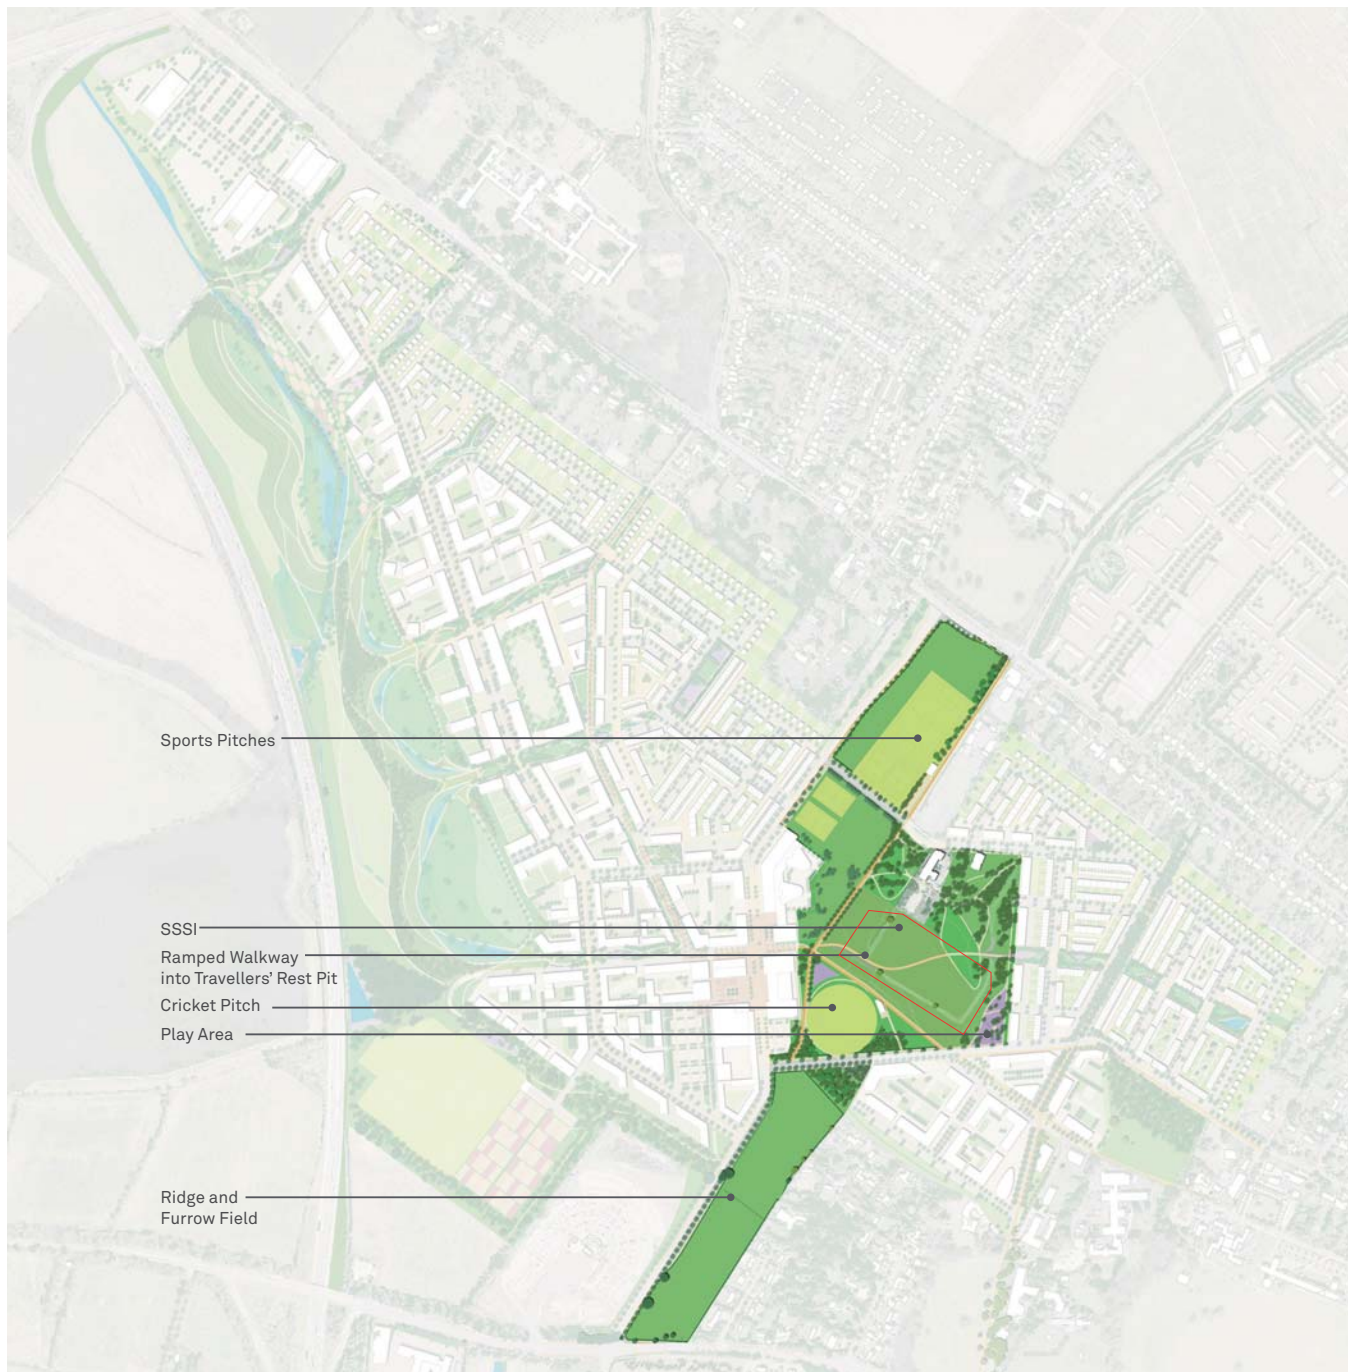 Sports Pitches
SSSI
Ramped Walkway
into Travellers’ Rest Pit
Cricket Pitch
Play Area
Ridge and
Furrow Field